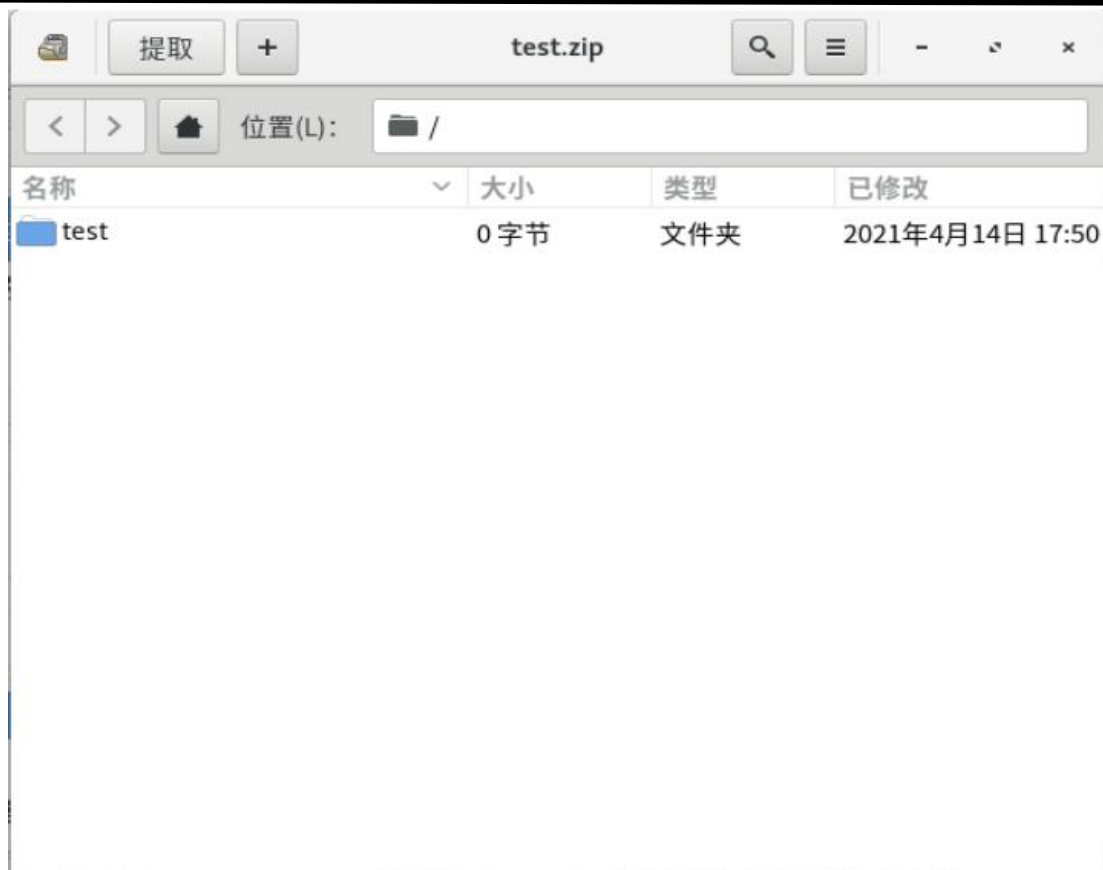 提取 + test.zip
位置(L): /
名称 大小 类型 已修改
test 0 字节 文件夹 2021年4月14日 17:50